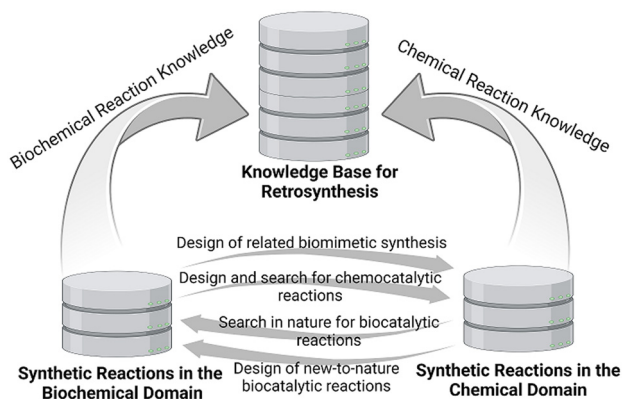 Biochemical Reaction Knowledge
Chemical Reaction Knowledge
Knowledge Base for
Retrosynthesis
Design of related biomimetic synthesis
Design and search for chemocatalytic
reactions
Search in nature for biocatalytic
reactions
Design of new-to-nature
biocatalytic reactions
Synthetic Reactions in the
Biochemical Domain
Synthetic Reactions in the
Chemical Domain